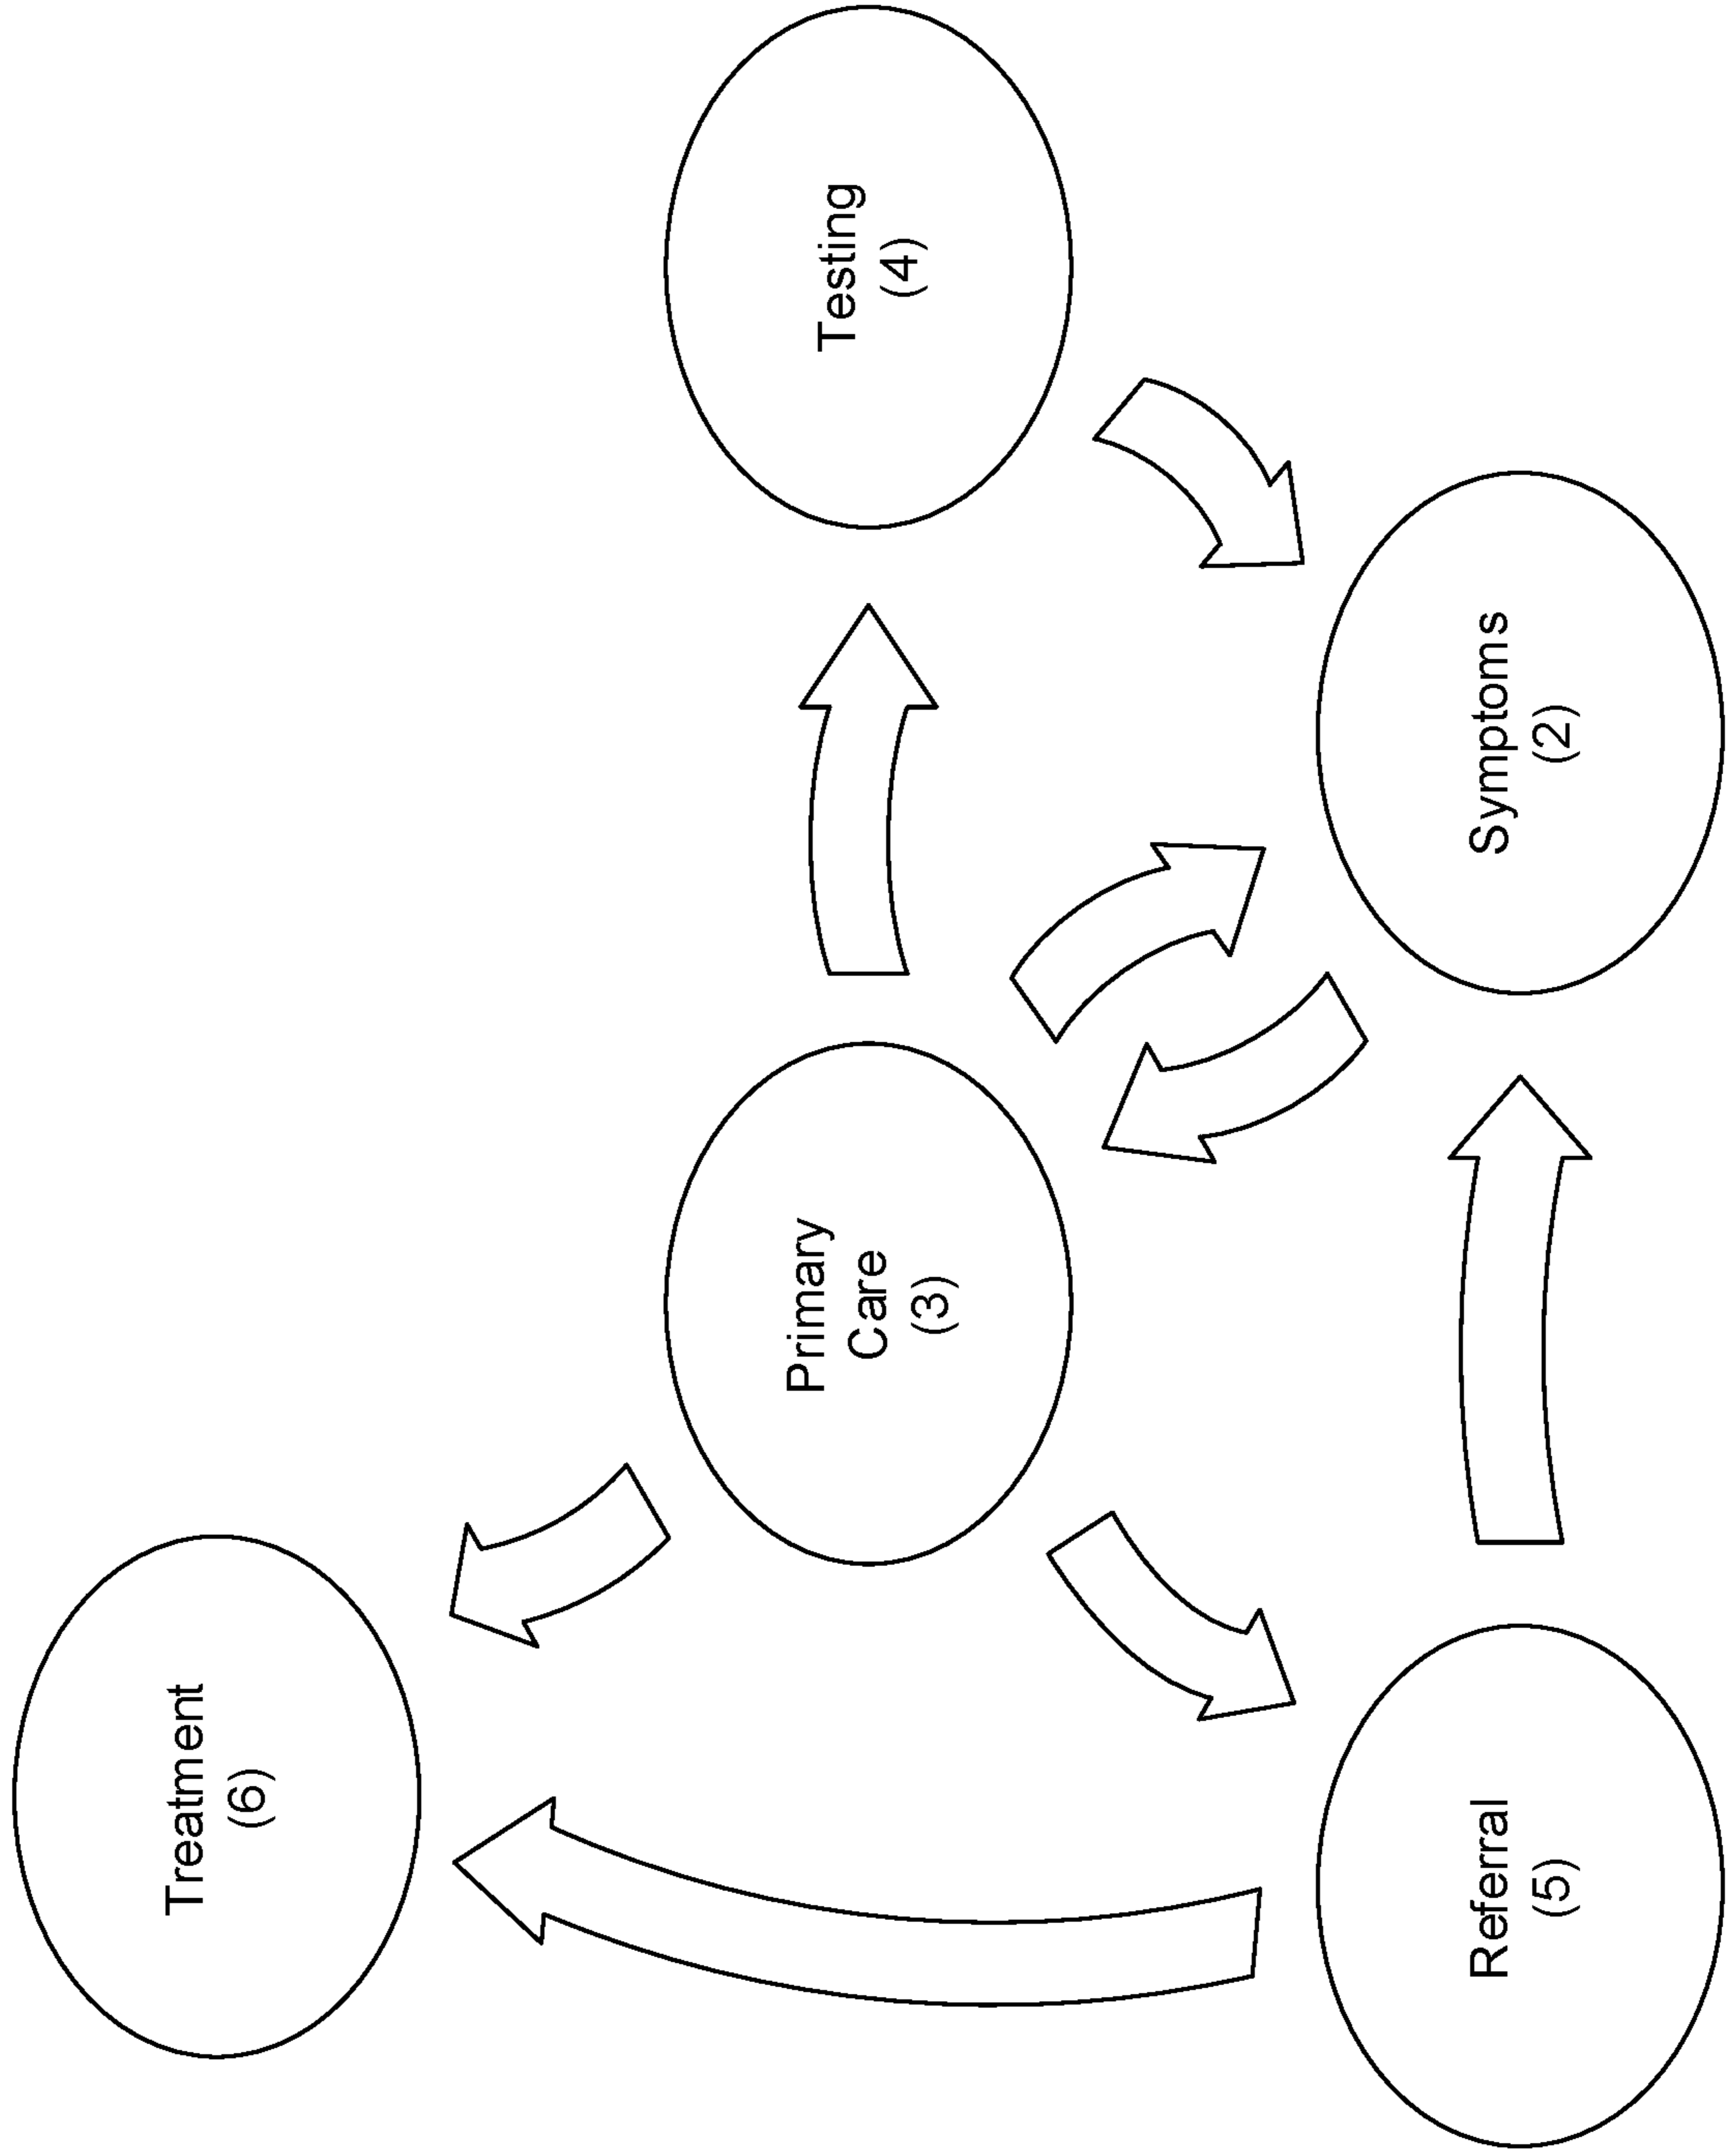 Treatment
(6)
Primary
Care
(3)
Testing
(4)
Referral
(5)
Symptoms
(2)